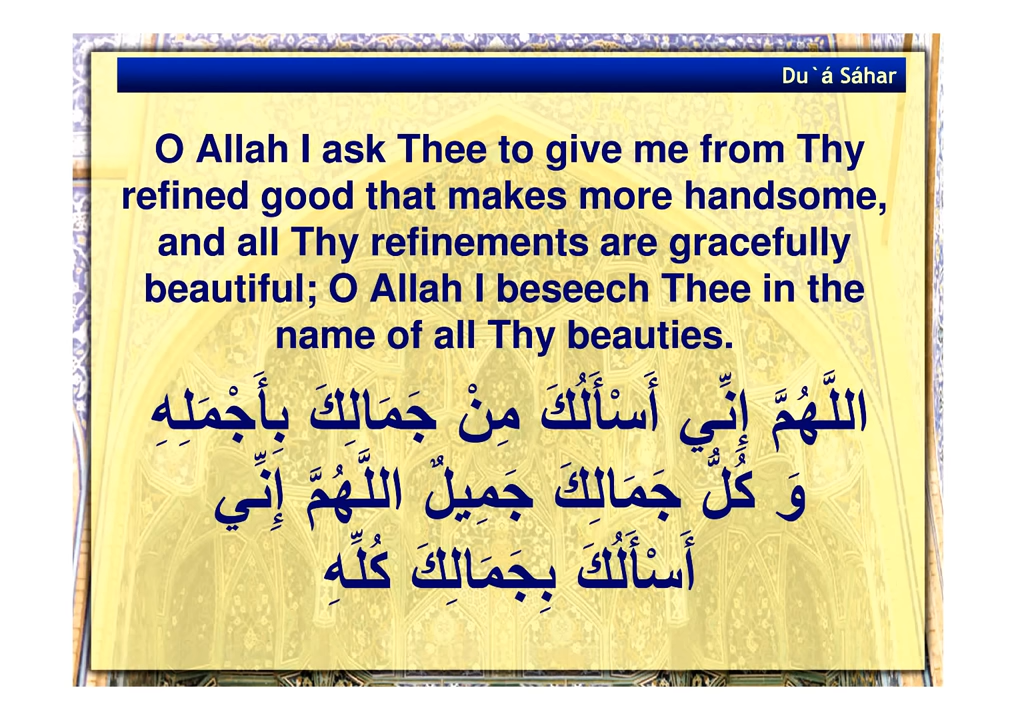 Du`á Sáhar
O Allah I ask Thee to give me from Thy
refined good that makes more handsome,
and all Thy refinements are gracefully
beautiful; O Allah I beseech Thee in the
name of all Thy beauties.
اللَّهُمَّ إِنِّي أَسْأَلُكَ مِنْ جَمَالِكَ بِأَجْمَلِهِ
وَ كُلُّ جَمَالِكَ جَمِيلٌ اللَّهُمَّ إِنِّي
أَسْأَلُكَ بِجَمَالِكَ كُلِّهِ